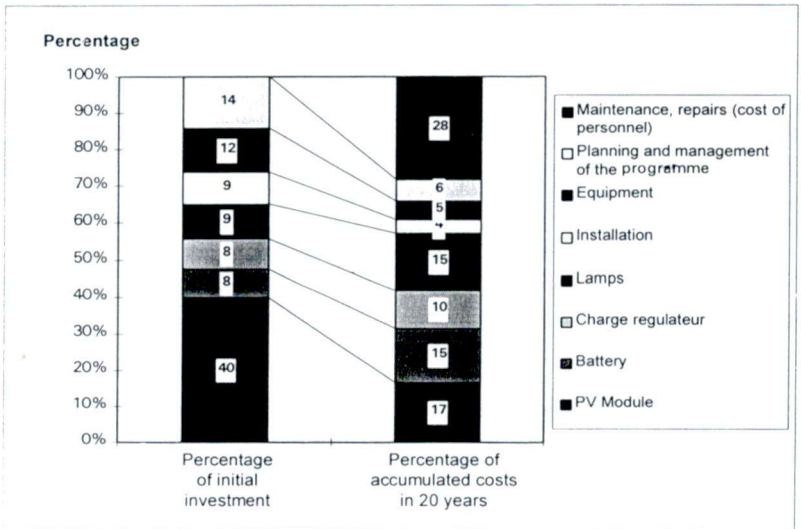 Percentage
100%
90%
80%
70%
60%
50%
40%
30%
20%
10%
0%
14
12
9
9
8
8
40
28
6
5
4
15
10
15
17
Percentage
of initial
investment
Percentage of
accumulated costs
in 20 years
Maintenance, repairs (cost of
personnel)
Planning and management
of the programme
Equipment
Installation
Lamps
Charge regulateur
Battery
PV Module